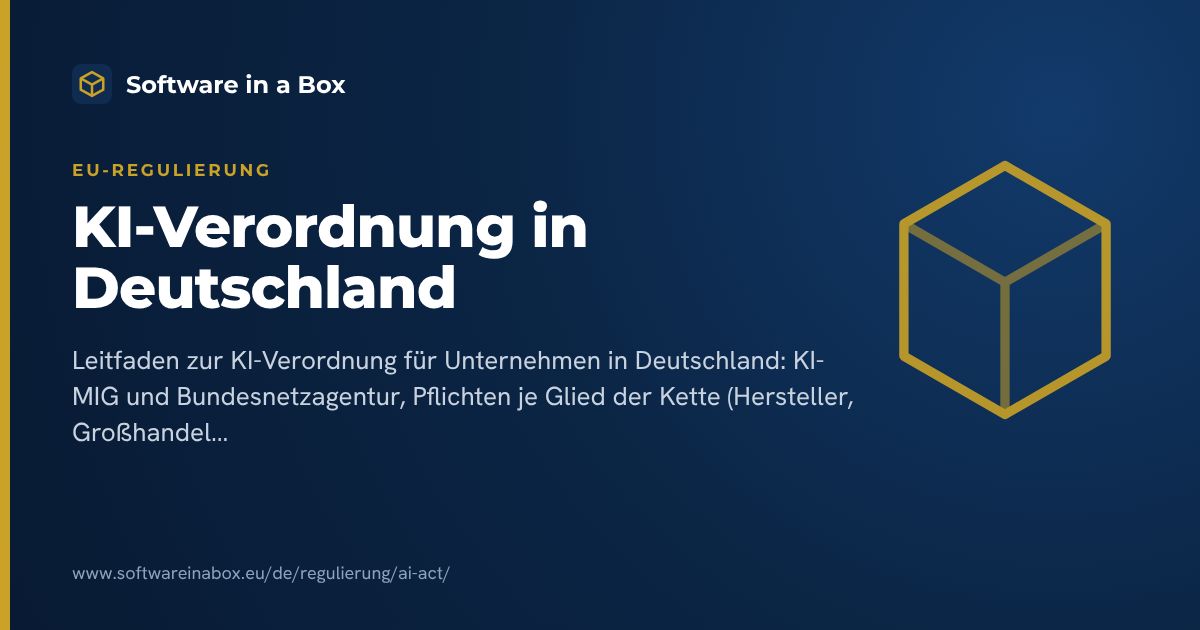 Software in a Box
EU-REGULIERUNG
KI-Verordnung in
Deutschland
Leitfaden zur KI-Verordnung für Unternehmen in Deutschland: KI-
MIG und Bundesnetzagentur, Pflichten je Glied der Kette (Hersteller,
Großhandel...
www.softwareinabox.eu/de/regulierung/ai-act/